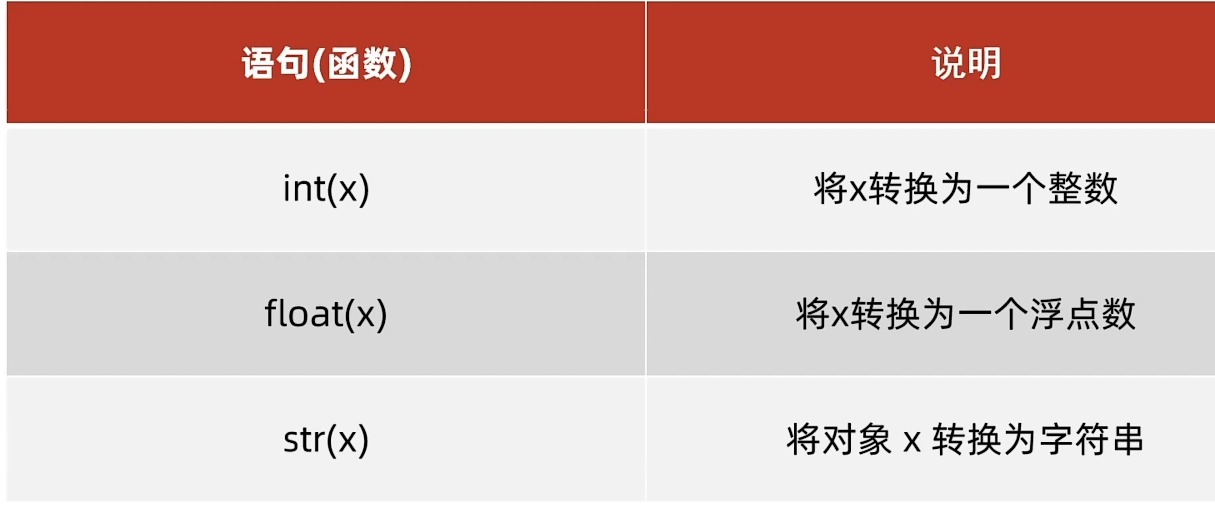 语句(函数)
说明
int(x)
将x转换为一个整数
float(x)
将x转换为一个浮点数
str(x)
将对象 x 转换为字符串